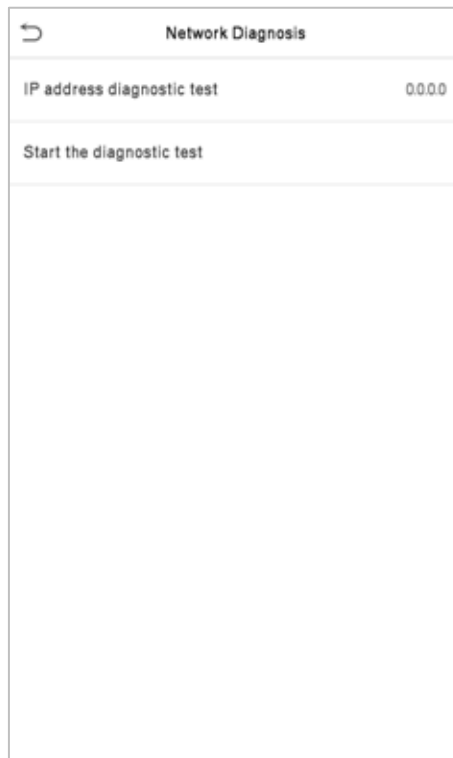 Network Diagnosis
IP address diagnostic test 0.0.0.0
Start the diagnostic test